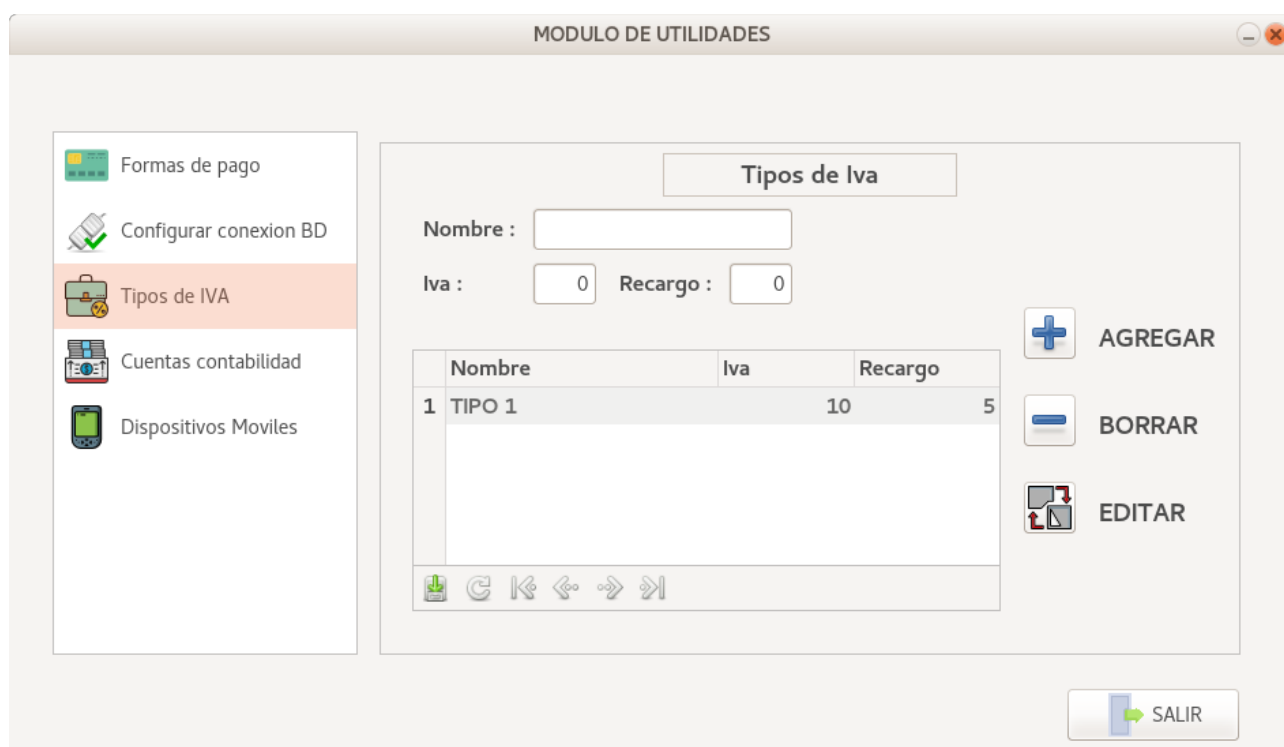 MODULO DE UTILIDADES
Formas de pago
Configurar conexion BD
Tipos de IVA
Cuentas contabilidad
Dispositivos Moviles
Tipos de Iva
Nombre :
Iva : 0 Recargo : 0
Nombre Iva Recargo
1 TIPO 1 10 5
AGREGAR
BORRAR
EDITAR
SALIR